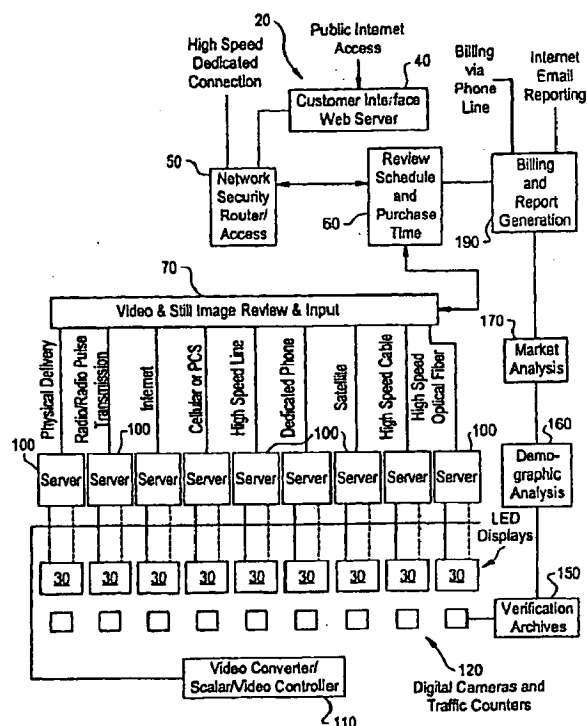 20
Public Internet
Access
High Speed
Dedicated
Connection
40
Customer Interface
Web Server
Billing
via
Phone
Line
Internet
Email
Reporting
50
Network
Security
Router/
Access
Review
Schedule
and
Purchase
Time
60
Billing
and
Report
Generation
190
70
Video & Still Image Review & Input
170
Market
Analysis
Physical Delivery
Radio/Radio Pulse
Transmission
Internet
Cellular or PCS
High Speed Line
Dedicated Phone
Satellite
High Speed Cable
High Speed
Optical Fiber
100
100
100
100
Server
Server
Server
Server
Server
Server
Server
Server
Server
160
Demo-
graphic
Analysis
LED
Displays
30
30
30
30
30
30
30
30
30
150
Verification
Archives
120
Digital Cameras and
Traffic Counters
Video Converter/
Scalar/Video Controller
110